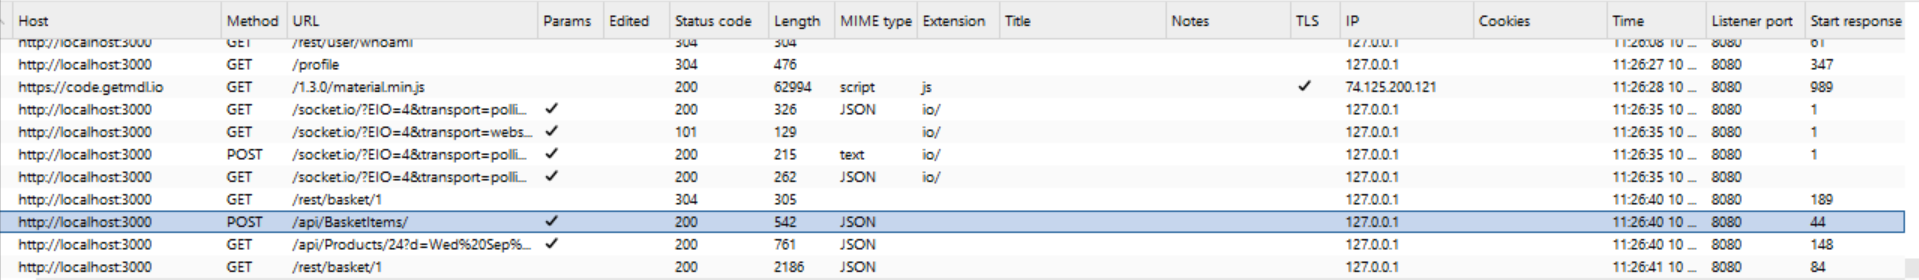 Host Method URL Params Edited Status code Length MIME type Extension Title Notes TLS IP Cookies Time Listener port Start response
http://localhost:3000 GET /rest/user/whoami 304 304 127.0.0.1 11:26:08 10 ... 8080 61
http://localhost:3000 GET /profile 304 476 127.0.0.1 11:26:27 10 ... 8080 347
https://code.getmdl.io GET /1.3.0/material.min.js 200 62994 script js ✓ 74.125.200.121 11:26:28 10 ... 8080 989
http://localhost:3000 GET /socket.io/?EIO=4&transport=polli... ✓ 200 326 JSON io/ 127.0.0.1 11:26:35 10 ... 8080 1
http://localhost:3000 GET /socket.io/?EIO=4&transport=webs... ✓ 101 129 io/ 127.0.0.1 11:26:35 10 ... 8080 1
http://localhost:3000 POST /socket.io/?EIO=4&transport=polli... ✓ 200 215 text io/ 127.0.0.1 11:26:35 10 ... 8080 1
http://localhost:3000 GET /socket.io/?EIO=4&transport=polli... ✓ 200 262 JSON io/ 127.0.0.1 11:26:35 10 ... 8080
http://localhost:3000 GET /rest/basket/1 304 305 127.0.0.1 11:26:40 10 ... 8080 189
http://localhost:3000 POST /api/BasketItems/ ✓ 200 542 JSON 127.0.0.1 11:26:40 10 ... 8080 44
http://localhost:3000 GET /api/Products/24?d=Wed%20Sep%... ✓ 200 761 JSON 127.0.0.1 11:26:40 10 ... 8080 148
http://localhost:3000 GET /rest/basket/1 200 2186 JSON 127.0.0.1 11:26:41 10 ... 8080 84